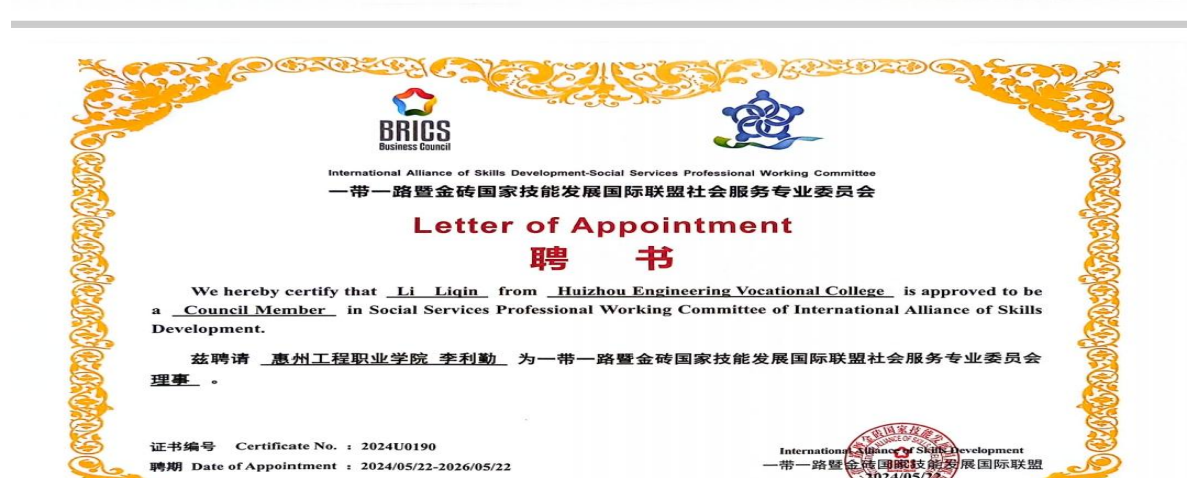 BRICS
Business Council
International Alliance of Skills Development-Social Services Professional Working Committee
一带一路暨金砖国家技能发展国际联盟社会服务专业委员会
Letter of Appointment
聘 书
We hereby certify that Li Liqin from Huizhou Engineering Vocational College is approved to be
a Council Member in Social Services Professional Working Committee of International Alliance of Skills
Development.
兹聘请 惠州工程职业学院 李利勤 为一带一路暨金砖国家技能发展国际联盟社会服务专业委员会
理事 。
证书编号 Certificate No. : 2024U0190
聘期 Date of Appointment : 2024/05/22-2026/05/22
International Alliance of Skills Development
一带一路暨金砖国家技能发展国际联盟
2024/05/22